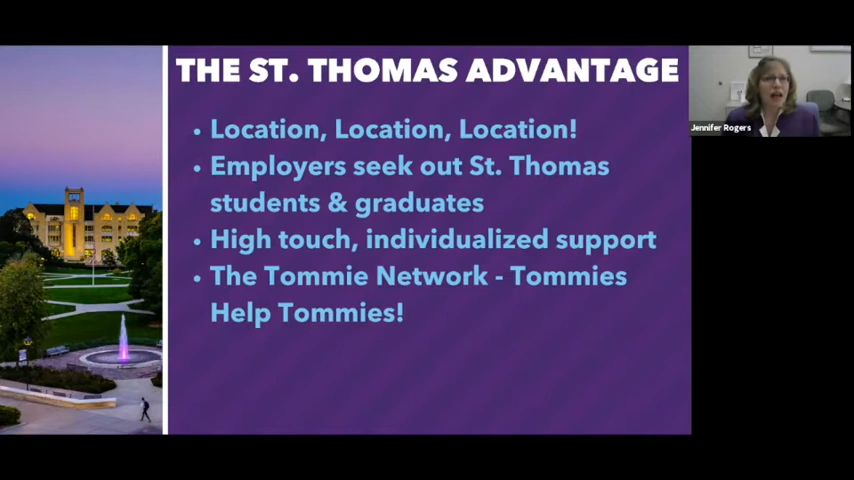 THE ST. THOMAS ADVANTAGE
• Location, Location, Location!
• Employers seek out St. Thomas
students & graduates
• High touch, individualized support
• The Tommie Network - Tommies
Help Tommies!
Jennifer Rogers